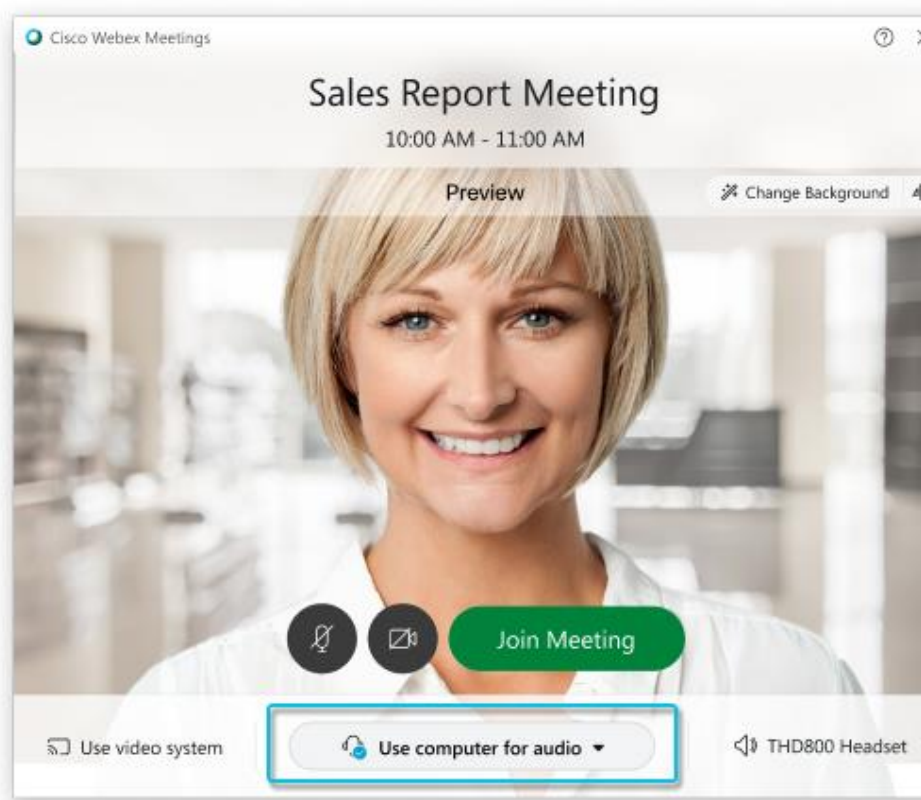 Cisco Webex Meetings
Sales Report Meeting
10:00 AM - 11:00 AM
Preview
Change Background
Join Meeting
Use video system
Use computer for audio
THD800 Headset